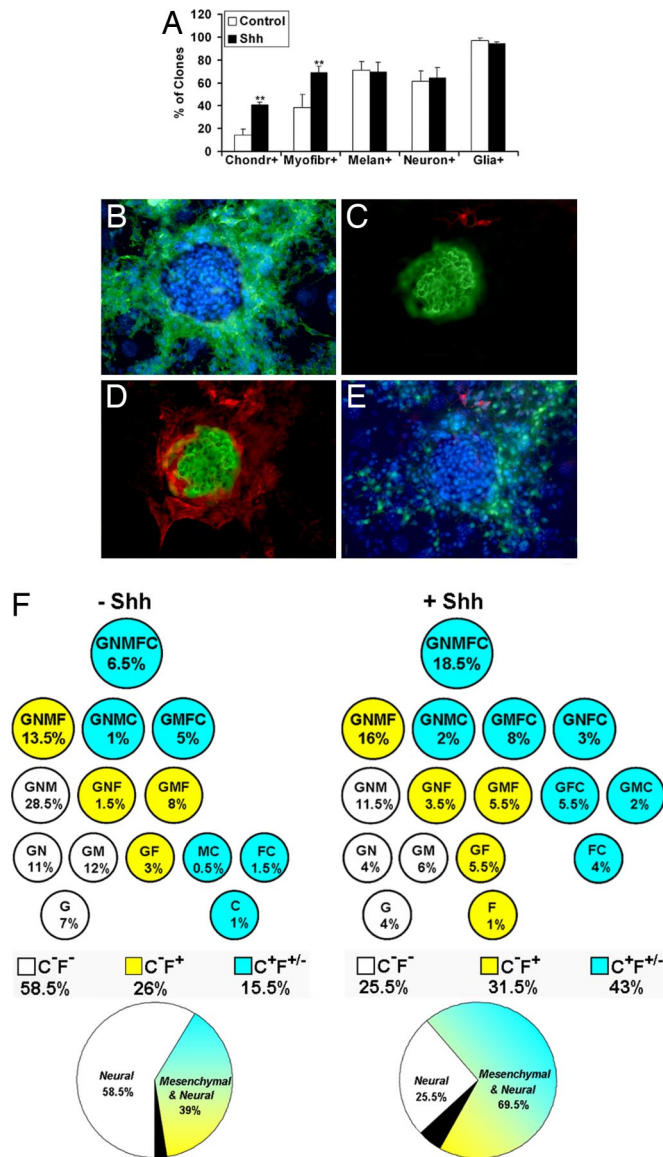 A
% of Clones
120
100
80
60
40
20
0
Control
Shh
**
**
Chondr+ Myofibr+ Melan+ Neuron+ Glia+
B
C
D
E
F
- Shh
GNMFC 6.5%
GNMF 13.5%
GNMC 1%
GMFC 5%
GNM 28.5%
GNF 1.5%
GMF 8%
GN 11%
GM 12%
GF 3%
MC 0.5%
FC 1.5%
G 7%
C 1%
C⁻F⁻ 58.5%
C⁻F⁺ 26%
C⁺F⁺/⁻ 15.5%
Neural 58.5%
Mesenchymal & Neural 39%
+ Shh
GNMFC 18.5%
GNMF 16%
GNMC 2%
GMFC 8%
GNFC 3%
GNM 11.5%
GNF 3.5%
GMF 5.5%
GFC 5.5%
GMC 2%
GN 4%
GM 6%
GF 5.5%
FC 4%
G 4%
F 1%
C⁻F⁻ 25.5%
C⁻F⁺ 31.5%
C⁺F⁺/⁻ 43%
Neural 25.5%
Mesenchymal & Neural 69.5%